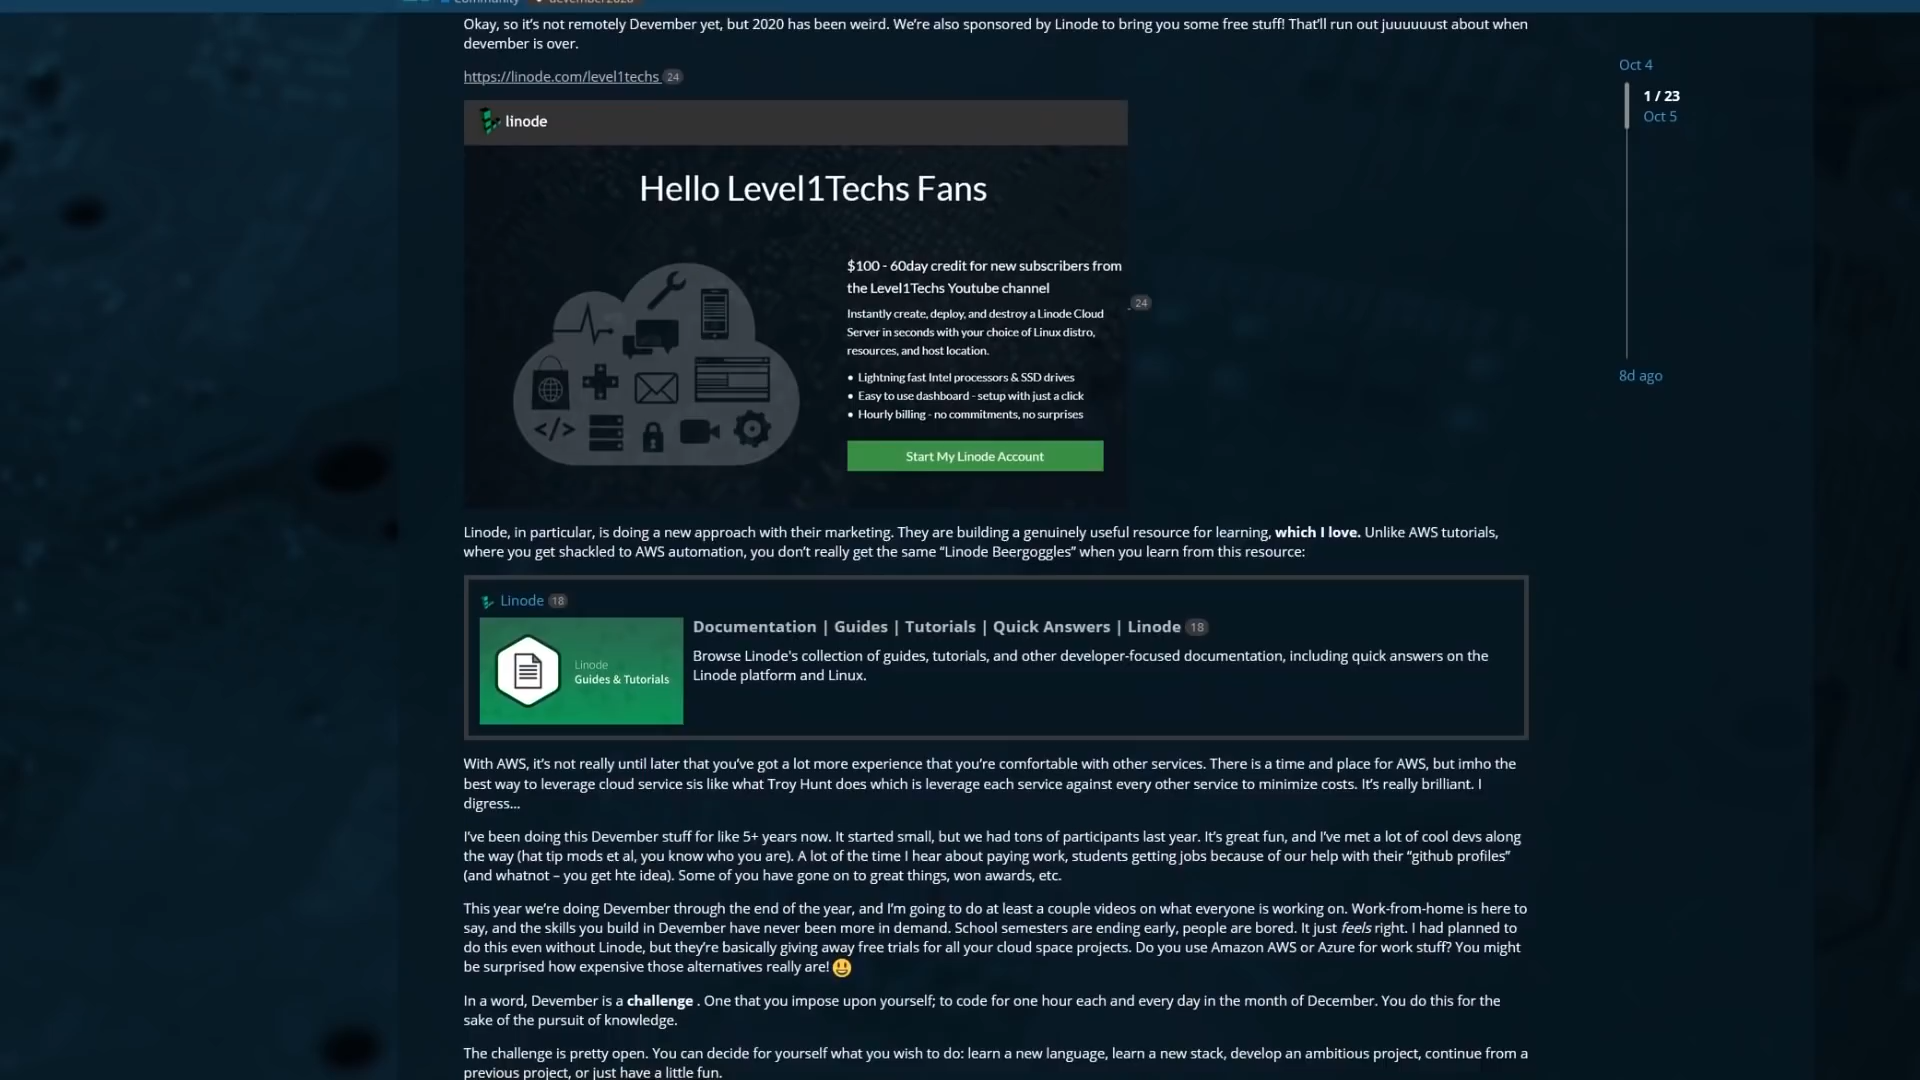 Community devember2020
Okay, so it’s not remotely Devember yet, but 2020 has been weird. We’re also sponsored by Linode to bring you some free stuff! That’ll run out juuuuuust about when
devember is over.
https://linode.com/level1techs 24
Oct 4
1 / 23
Oct 5
8d ago
linode
Hello Level1Techs Fans
$100 - 60day credit for new subscribers from
the Level1Techs Youtube channel
24
Instantly create, deploy, and destroy a Linode Cloud
Server in seconds with your choice of Linux distro,
resources, and host location.
• Lightning fast Intel processors & SSD drives
• Easy to use dashboard - setup with just a click
• Hourly billing - no commitments, no surprises
</>
Start My Linode Account
Linode, in particular, is doing a new approach with their marketing. They are building a genuinely useful resource for learning, which I love. Unlike AWS tutorials,
where you get shackled to AWS automation, you don’t really get the same “Linode Beergoggles” when you learn from this resource:
Linode 18
Linode
Guides & Tutorials
Documentation | Guides | Tutorials | Quick Answers | Linode 18
Browse Linode's collection of guides, tutorials, and other developer-focused documentation, including quick answers on the
Linode platform and Linux.
With AWS, it’s not really until later that you’ve got a lot more experience that you’re comfortable with other services. There is a time and place for AWS, but imho the
best way to leverage cloud service sis like what Troy Hunt does which is leverage each service against every other service to minimize costs. It’s really brilliant. I
digress…
I’ve been doing this Devember stuff for like 5+ years now. It started small, but we had tons of participants last year. It’s great fun, and I’ve met a lot of cool devs along
the way (hat tip mods et al, you know who you are). A lot of the time I hear about paying work, students getting jobs because of our help with their “github profiles”
(and whatnot – you get hte idea). Some of you have gone on to great things, won awards, etc.
This year we’re doing Devember through the end of the year, and I’m going to do at least a couple videos on what everyone is working on. Work-from-home is here to
say, and the skills you build in Devember have never been more in demand. School semesters are ending early, people are bored. It just feels right. I had planned to
do this even without Linode, but they’re basically giving away free trials for all your cloud space projects. Do you use Amazon AWS or Azure for work stuff? You might
be surprised how expensive those alternatives really are! 😃
In a word, Devember is a challenge . One that you impose upon yourself; to code for one hour each and every day in the month of December. You do this for the
sake of the pursuit of knowledge.
The challenge is pretty open. You can decide for yourself what you wish to do: learn a new language, learn a new stack, develop an ambitious project, continue from a
previous project, or just have a little fun.